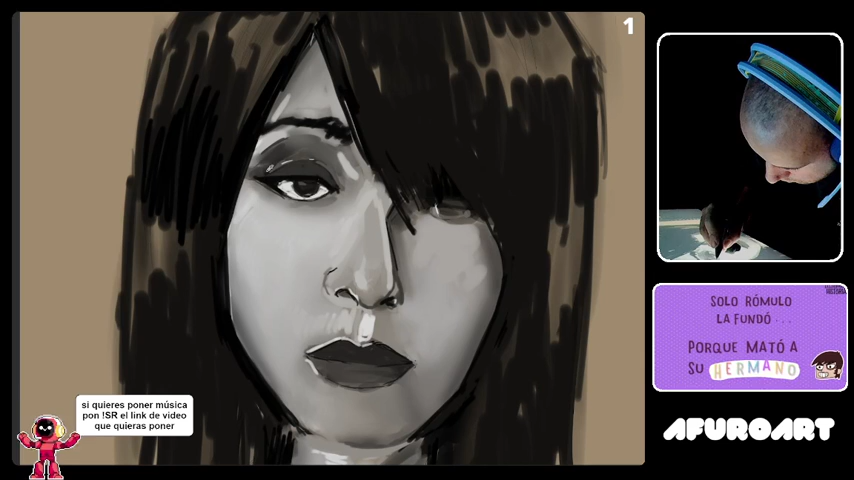 1
SOLO RÓMULO
LA FUNDÓ...
PORQUE MATÓ A
SU HERMANO
si quieres poner música
pon !SR el link de video
que quieras poner
AFUROART